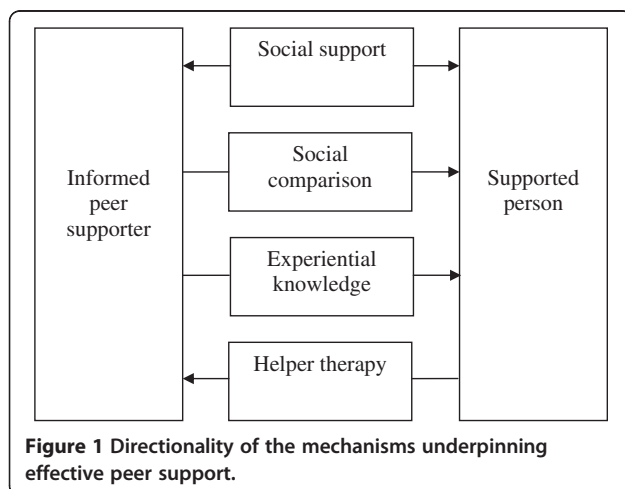 Social support
Social
comparison
Informed
peer
supporter
Supported
person
Experiential
knowledge
Helper therapy
Figure 1 Directionality of the mechanisms underpinning
effective peer support.